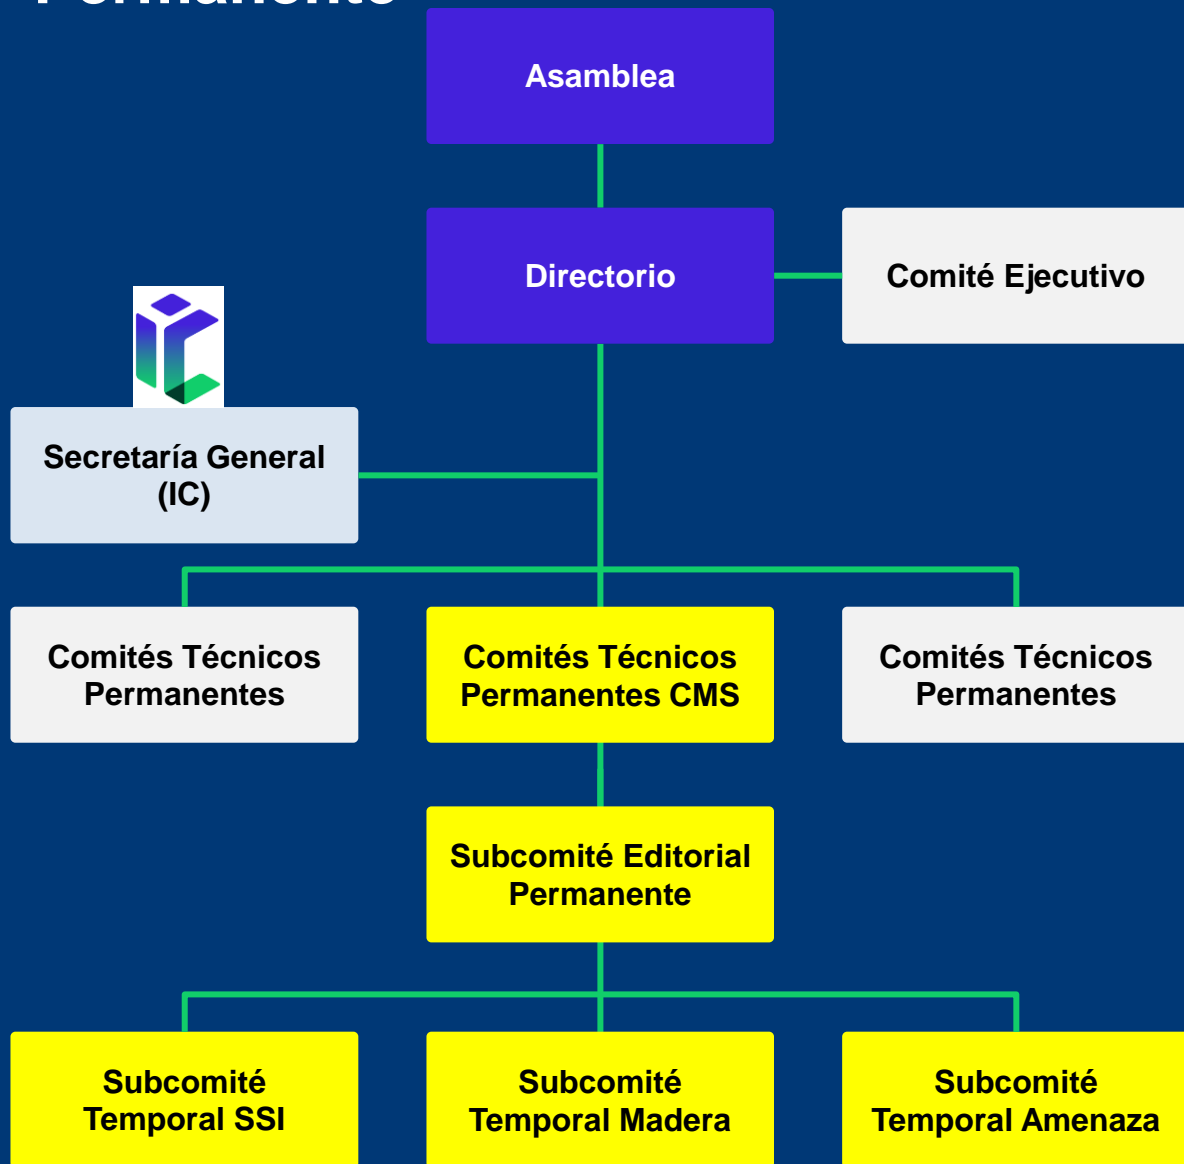 Permanente
Asamblea
Directorio
Comité Ejecutivo
Secretaría General
(IC)
Comités Técnicos
Permanentes
Comités Técnicos
Permanentes CMS
Comités Técnicos
Permanentes
Subcomité Editorial
Permanente
Subcomité
Temporal SSI
Subcomité
Temporal Madera
Subcomité
Temporal Amenaza